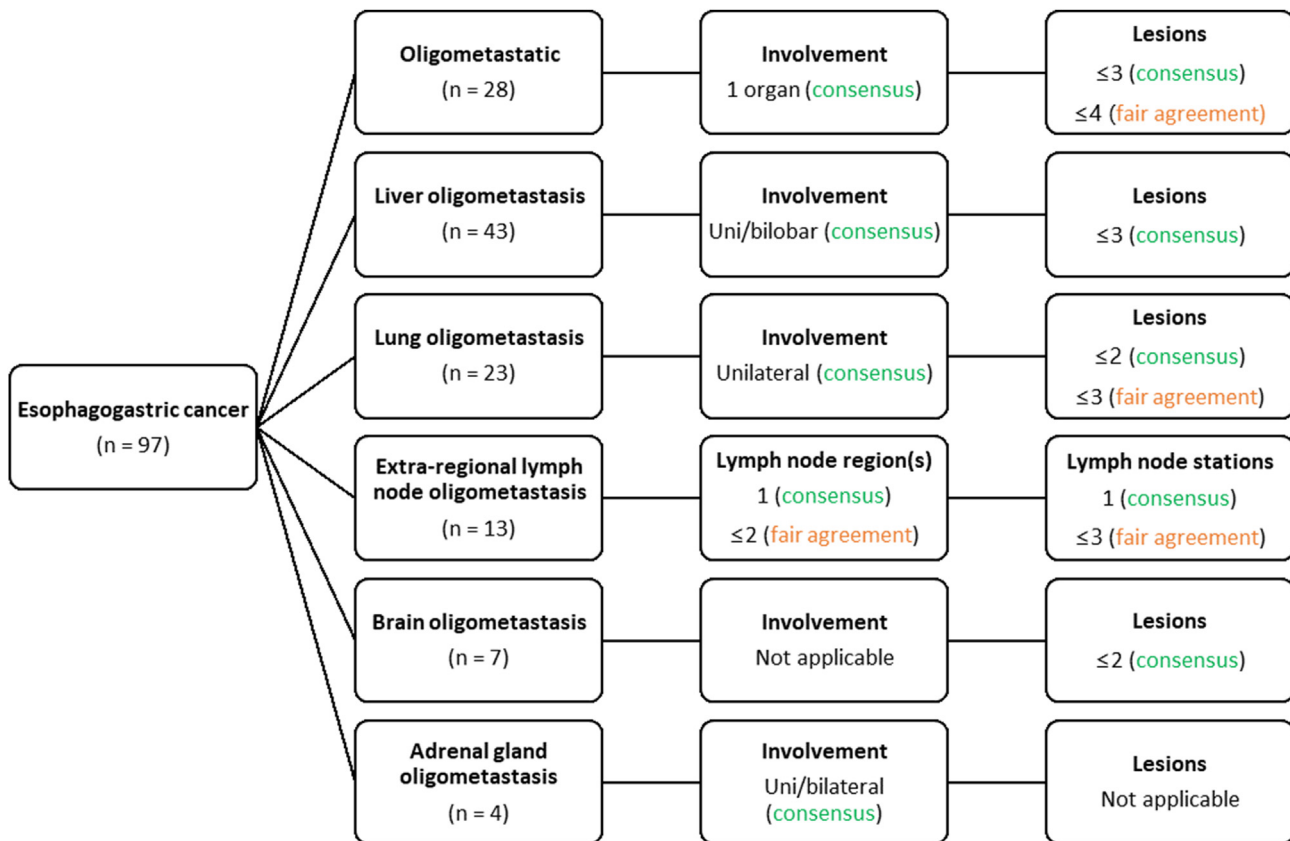 Esophagogastric cancer
(n = 97)
Oligometastatic
(n = 28)
Involvement
1 organ (consensus)
Lesions
≤3 (consensus)
≤4 (fair agreement)
Liver oligometastasis
(n = 43)
Involvement
Uni/bilobar (consensus)
Lesions
≤3 (consensus)
Lung oligometastasis
(n = 23)
Involvement
Unilateral (consensus)
Lesions
≤2 (consensus)
≤3 (fair agreement)
Extra-regional lymph
node oligometastasis
(n = 13)
Lymph node region(s)
1 (consensus)
≤2 (fair agreement)
Lymph node stations
1 (consensus)
≤3 (fair agreement)
Brain oligometastasis
(n = 7)
Involvement
Not applicable
Lesions
≤2 (consensus)
Adrenal gland
oligometastasis
(n = 4)
Involvement
Uni/bilateral
(consensus)
Lesions
Not applicable